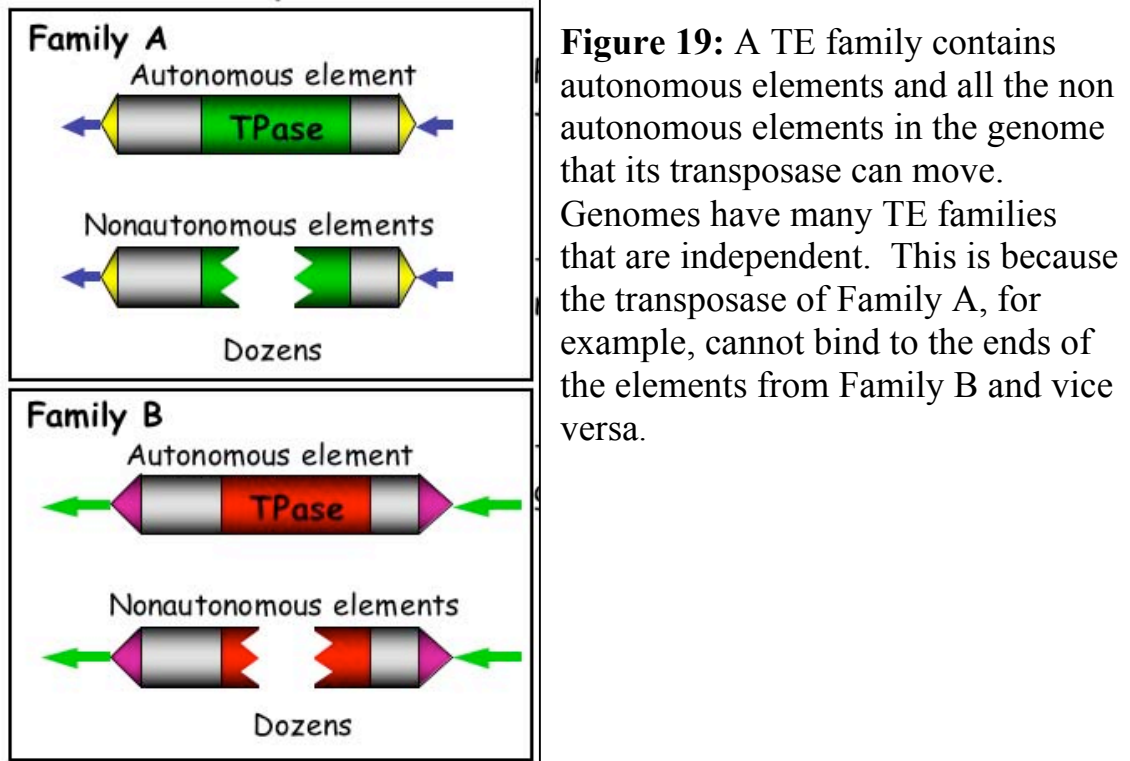 Family A
Autonomous element
TPase
Nonautonomous elements
Dozens
Family B
Autonomous element
TPase
Nonautonomous elements
Dozens
Figure 19: A TE family contains
autonomous elements and all the non
autonomous elements in the genome
that its transposase can move.
Genomes have many TE families
that are independent. This is because
the transposase of Family A, for
example, cannot bind to the ends of
the elements from Family B and vice
versa.